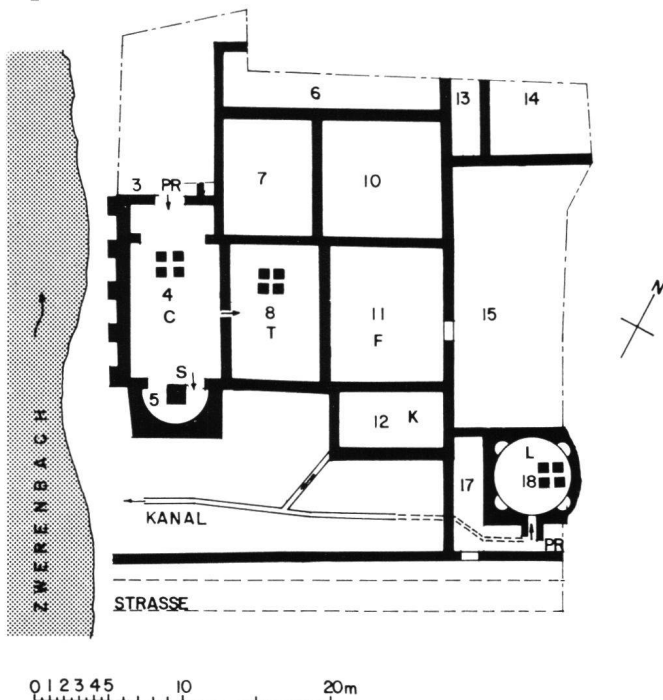 6
13
14
3
PR
7
10
4
C
8
T
11
F
15
N
S
5
12
K
L
18
17
PR
KANAL
ZWERENBACH
STRASSE
0 1 2 3 4 5 10 20m